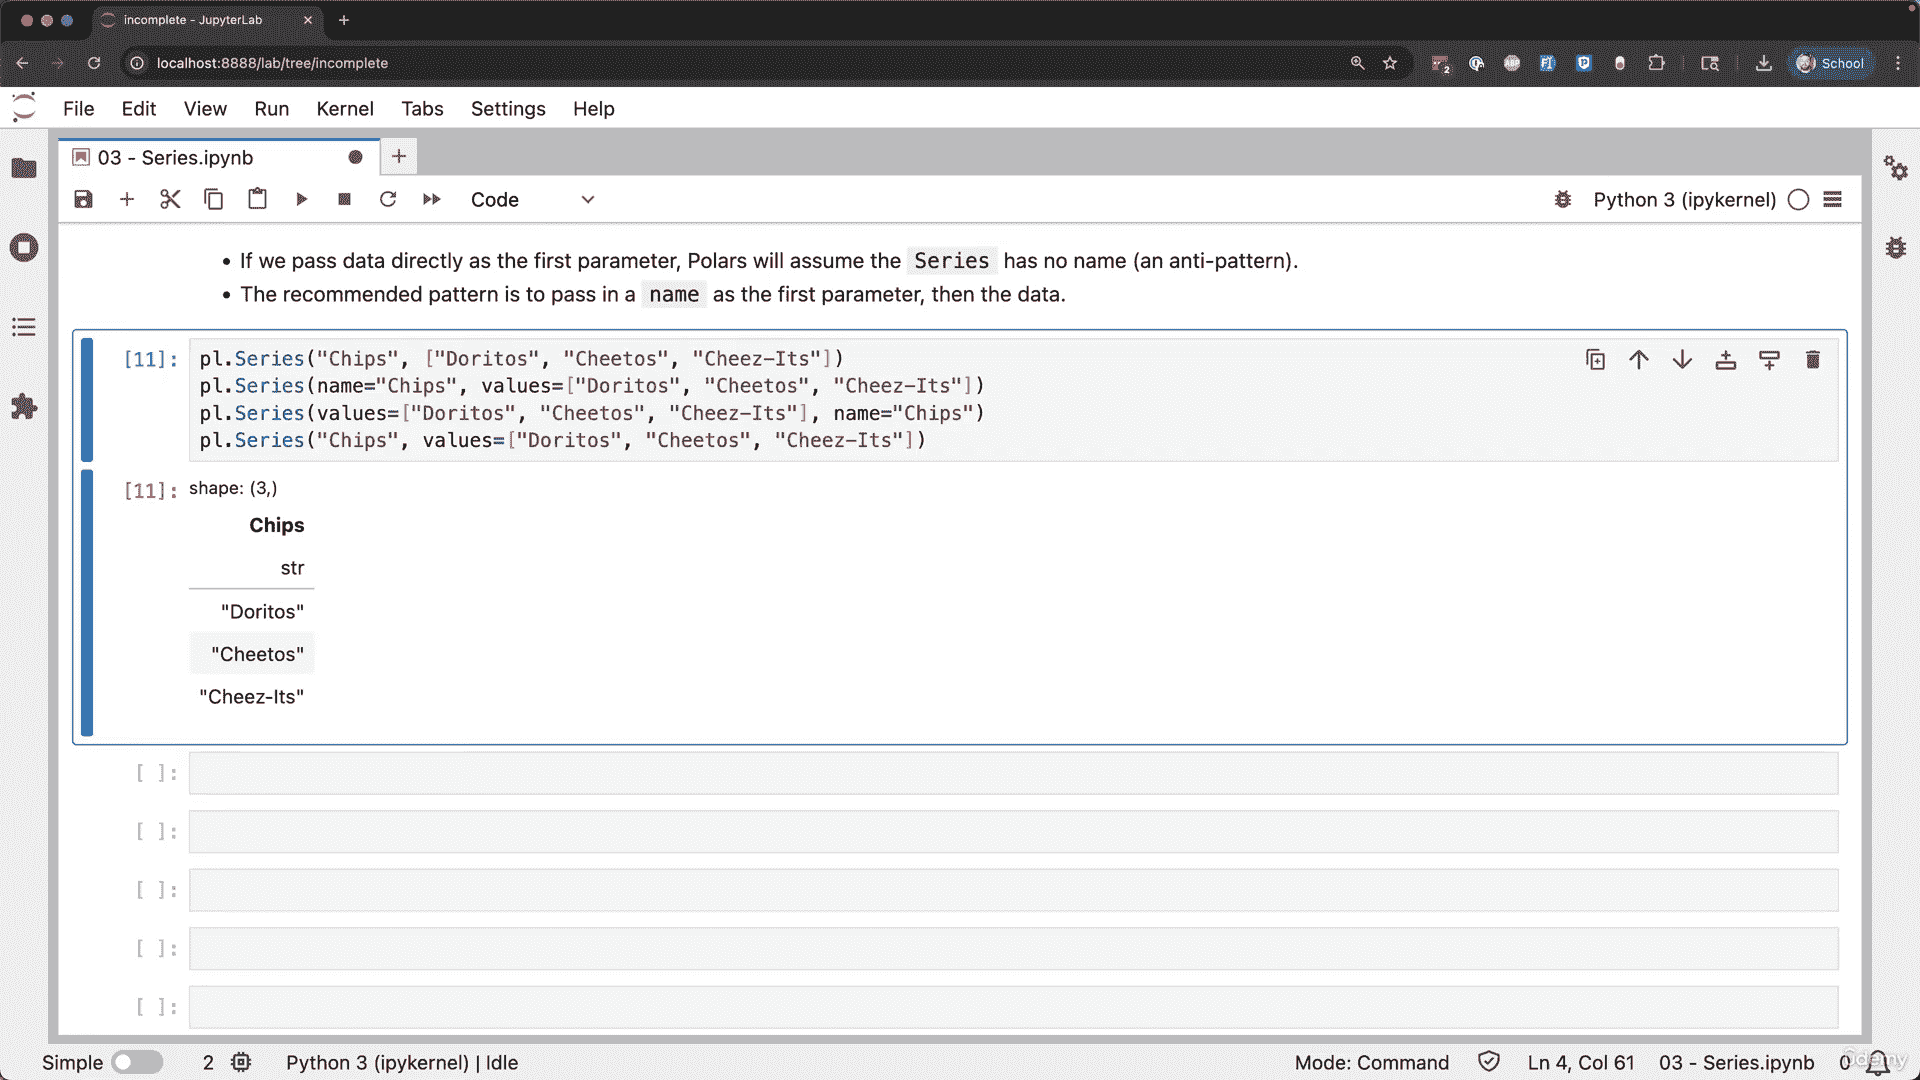 incomplete - JupyterLab
localhost:8888/lab/tree/incomplete
2
School
File Edit View Run Kernel Tabs Settings Help
03 - Series.ipynb
Code
Python 3 (ipykernel)
• If we pass data directly as the first parameter, Polars will assume the Series has no name (an anti-pattern).
• The recommended pattern is to pass in a name as the first parameter, then the data.
[11]: pl.Series("Chips", ["Doritos", "Cheetos", "Cheez-Its"])
pl.Series(name="Chips", values=["Doritos", "Cheetos", "Cheez-Its"])
pl.Series(values=["Doritos", "Cheetos", "Cheez-Its"], name="Chips")
pl.Series("Chips", values=["Doritos", "Cheetos", "Cheez-Its"])
[11]: shape: (3,)
Chips
str
"Doritos"
"Cheetos"
"Cheez-Its"
[ ]:
[ ]:
[ ]:
[ ]:
[ ]:
Simple 2 Python 3 (ipykernel) | Idle Mode: Command Ln 4, Col 61 03 - Series.ipynb 0
Udemy